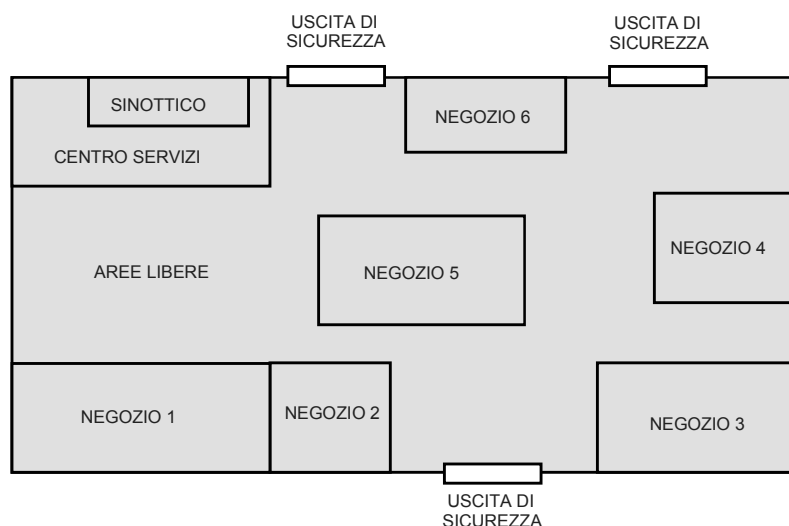 USCITA DI
SICUREZZA
USCITA DI
SICUREZZA
SINOTTICO
NEGOZIO 6
CENTRO SERVIZI
NEGOZIO 4
AREE LIBERE
NEGOZIO 5
NEGOZIO 1
NEGOZIO 2
NEGOZIO 3
USCITA DI
SICUREZZA